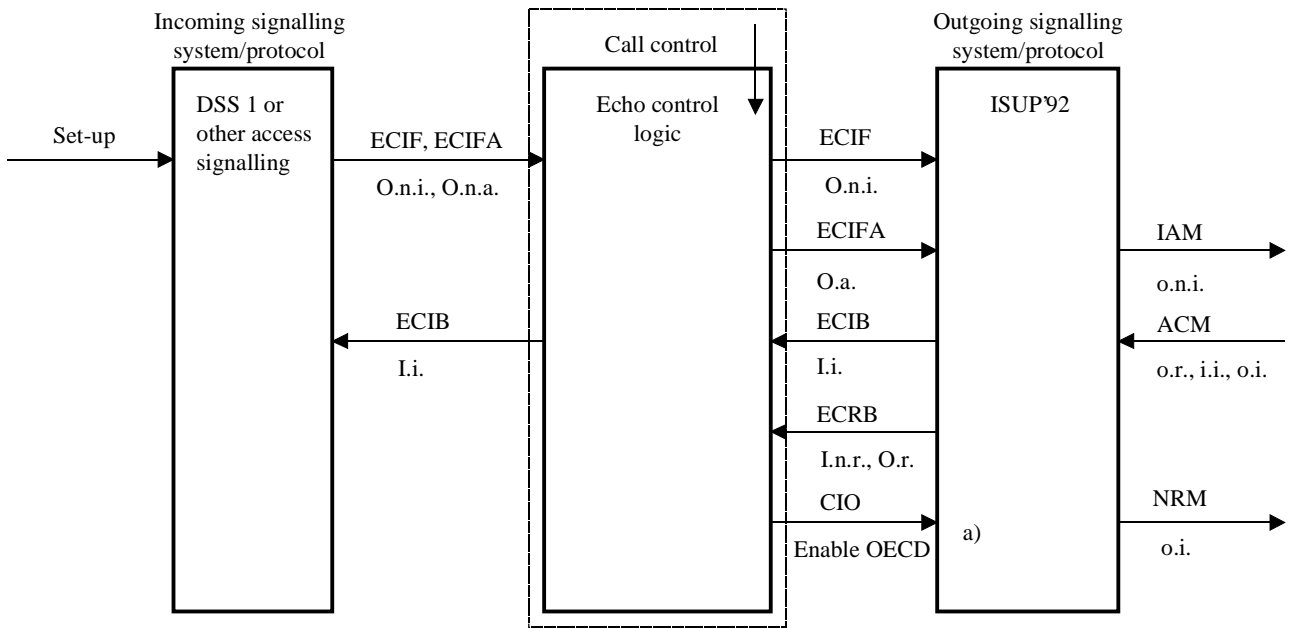 Incoming signalling
system/protocol
Call control
Outgoing signalling
system/protocol
DSS 1 or
other access
signalling
Echo control
logic
ISUP'92
Set-up
ECIF, ECIFA
O.n.i., O.n.a.
ECIF
O.n.i.
ECIFA
O.a.
IAM
o.n.i.
ECIB
I.i.
ECIB
I.i.
ACM
o.r., i.i., o.i.
ECRB
I.n.r., O.r.
CIO
Enable OECD
a)
NRM
o.i.